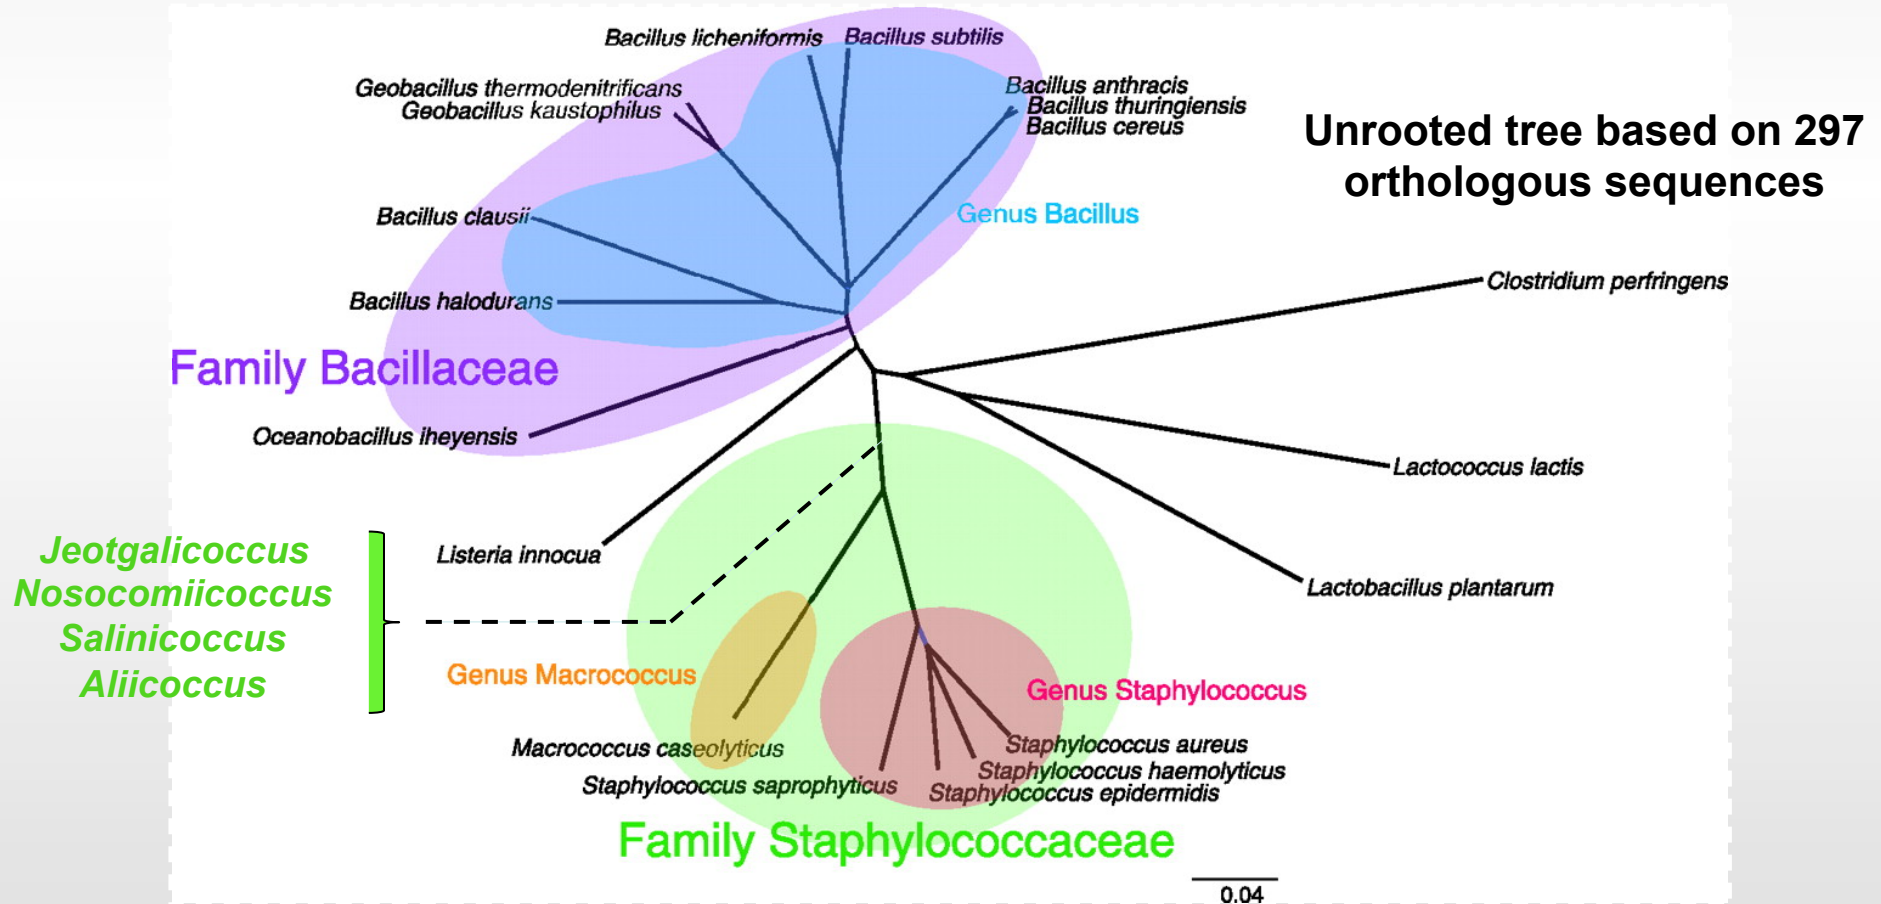 Bacillus licheniformis
Bacillus subtilis
Geobacillus thermodenitrificans
Geobacillus kaustophilus
Bacillus anthracis
Bacillus thuringiensis
Bacillus cereus
Unrooted tree based on 297
orthologous sequences
Bacillus clausii
Genus Bacillus
Clostridium perfringens
Bacillus halodurans
Family Bacillaceae
Oceanobacillus iheyensis
Lactococcus lactis
Listeria innocua
Lactobacillus plantarum
Jeotgalicoccus
Nosocomiicoccus
Salinicoccus
Aliicoccus
Genus Macrococcus
Genus Staphylococcus
Macrococcus caseolyticus
Staphylococcus aureus
Staphylococcus haemolyticus
Staphylococcus saprophyticus
Staphylococcus epidermidis
Family Staphylococcaceae
0.04